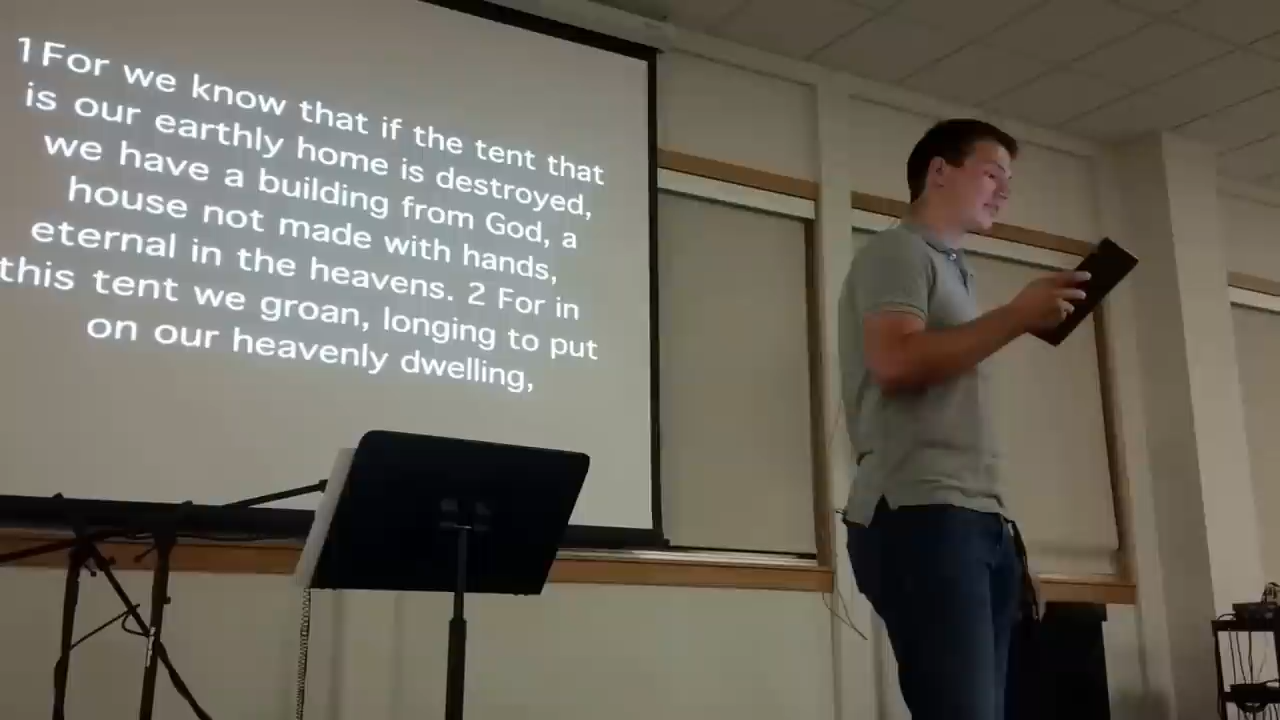 1 For we know that if the tent that
is our earthly home is destroyed,
we have a building from God, a
house not made with hands,
eternal in the heavens. 2 For in
this tent we groan, longing to put
on our heavenly dwelling,